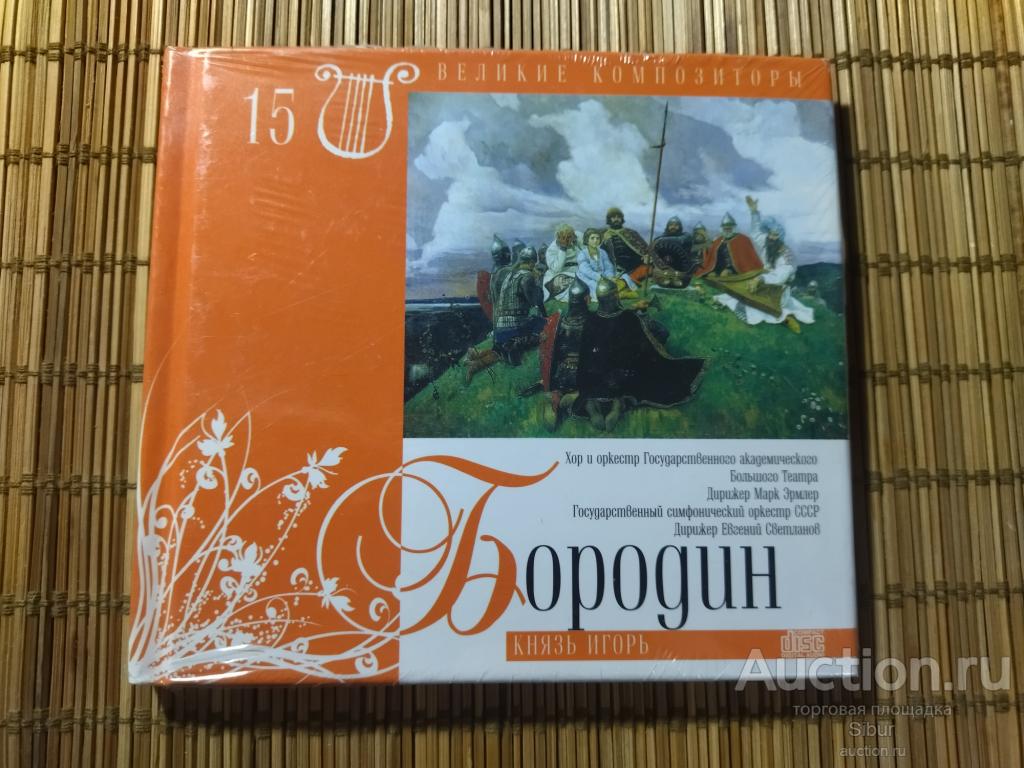 ВЕЛИКИЕ КОМПОЗИТОРЫ
15
Хор и оркестр Государственного академического
Большого Театра
Дирижер Марк Эрмлер
Государственный симфонический оркестр СССР
Дирижер Евгений Светланов
Бородин
КНЯЗЬ ИГОРЬ
disc
Auction.ru
торговая площадка
Sibur
auction.ru